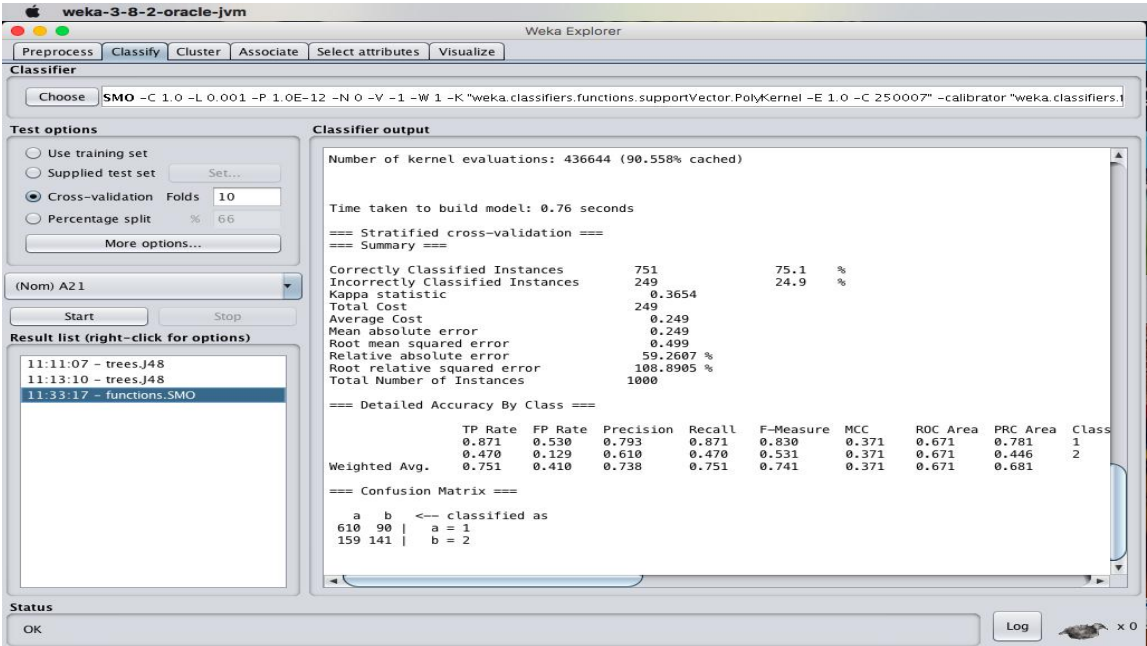 weka-3-8-2-oracle-jvm
Weka Explorer
Preprocess Classify Cluster Associate Select attributes Visualize
Classifier
Choose SMO -C 1.0 -L 0.001 -P 1.0E-12 -N 0 -V -1 -W 1 -K "weka.classifiers.functions.supportVector.PolyKernel -E 1.0 -C 250007" -calibrator "weka.classifiers.
Test options
Use training set
Supplied test set Set...
Cross-validation Folds 10
Percentage split % 66
More options...
(Nom) A21
Start Stop
Result list (right-click for options)
11:11:07 - trees.J48
11:13:10 - trees.J48
11:33:17 - functions.SMO
Classifier output
Number of kernel evaluations: 436644 (90.558% cached)
Time taken to build model: 0.76 seconds
=== Stratified cross-validation ===
=== Summary ===
Correctly Classified Instances 751 75.1 %
Incorrectly Classified Instances 249 24.9 %
Kappa statistic 0.3654
Total Cost 249
Average Cost 0.249
Mean absolute error 0.249
Root mean squared error 0.499
Relative absolute error 59.2607 %
Root relative squared error 108.8905 %
Total Number of Instances 1000
=== Detailed Accuracy By Class ===
TP Rate FP Rate Precision Recall F-Measure MCC ROC Area PRC Area Class
0.871 0.530 0.793 0.871 0.830 0.371 0.671 0.781 1
0.470 0.129 0.610 0.470 0.531 0.371 0.671 0.446 2
Weighted Avg. 0.751 0.410 0.738 0.751 0.741 0.371 0.671 0.681
=== Confusion Matrix ===
a b <-- classified as
610 90 | a = 1
159 141 | b = 2
Status
OK
Log x 0